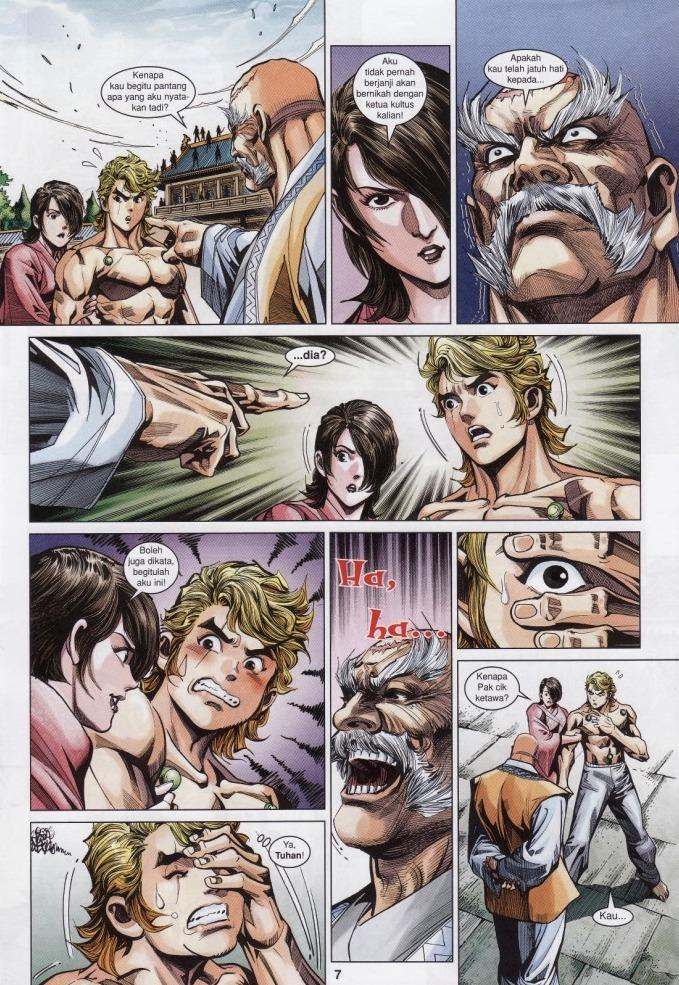 Kenapa
kau begitu pantang
apa yang aku nyata-
kan tadi?
Aku
tidak pernah
berjanji akan
bernikah dengan
ketua kultus
kalian!
Apakah
kau telah jatuh hati
kepada...
...dia?
Boleh
juga dikata,
begitulah
aku ini!
Ha,
ha...
Kenapa
Pak cik
ketawa?
Ya,
Tuhan!
Kau...
7